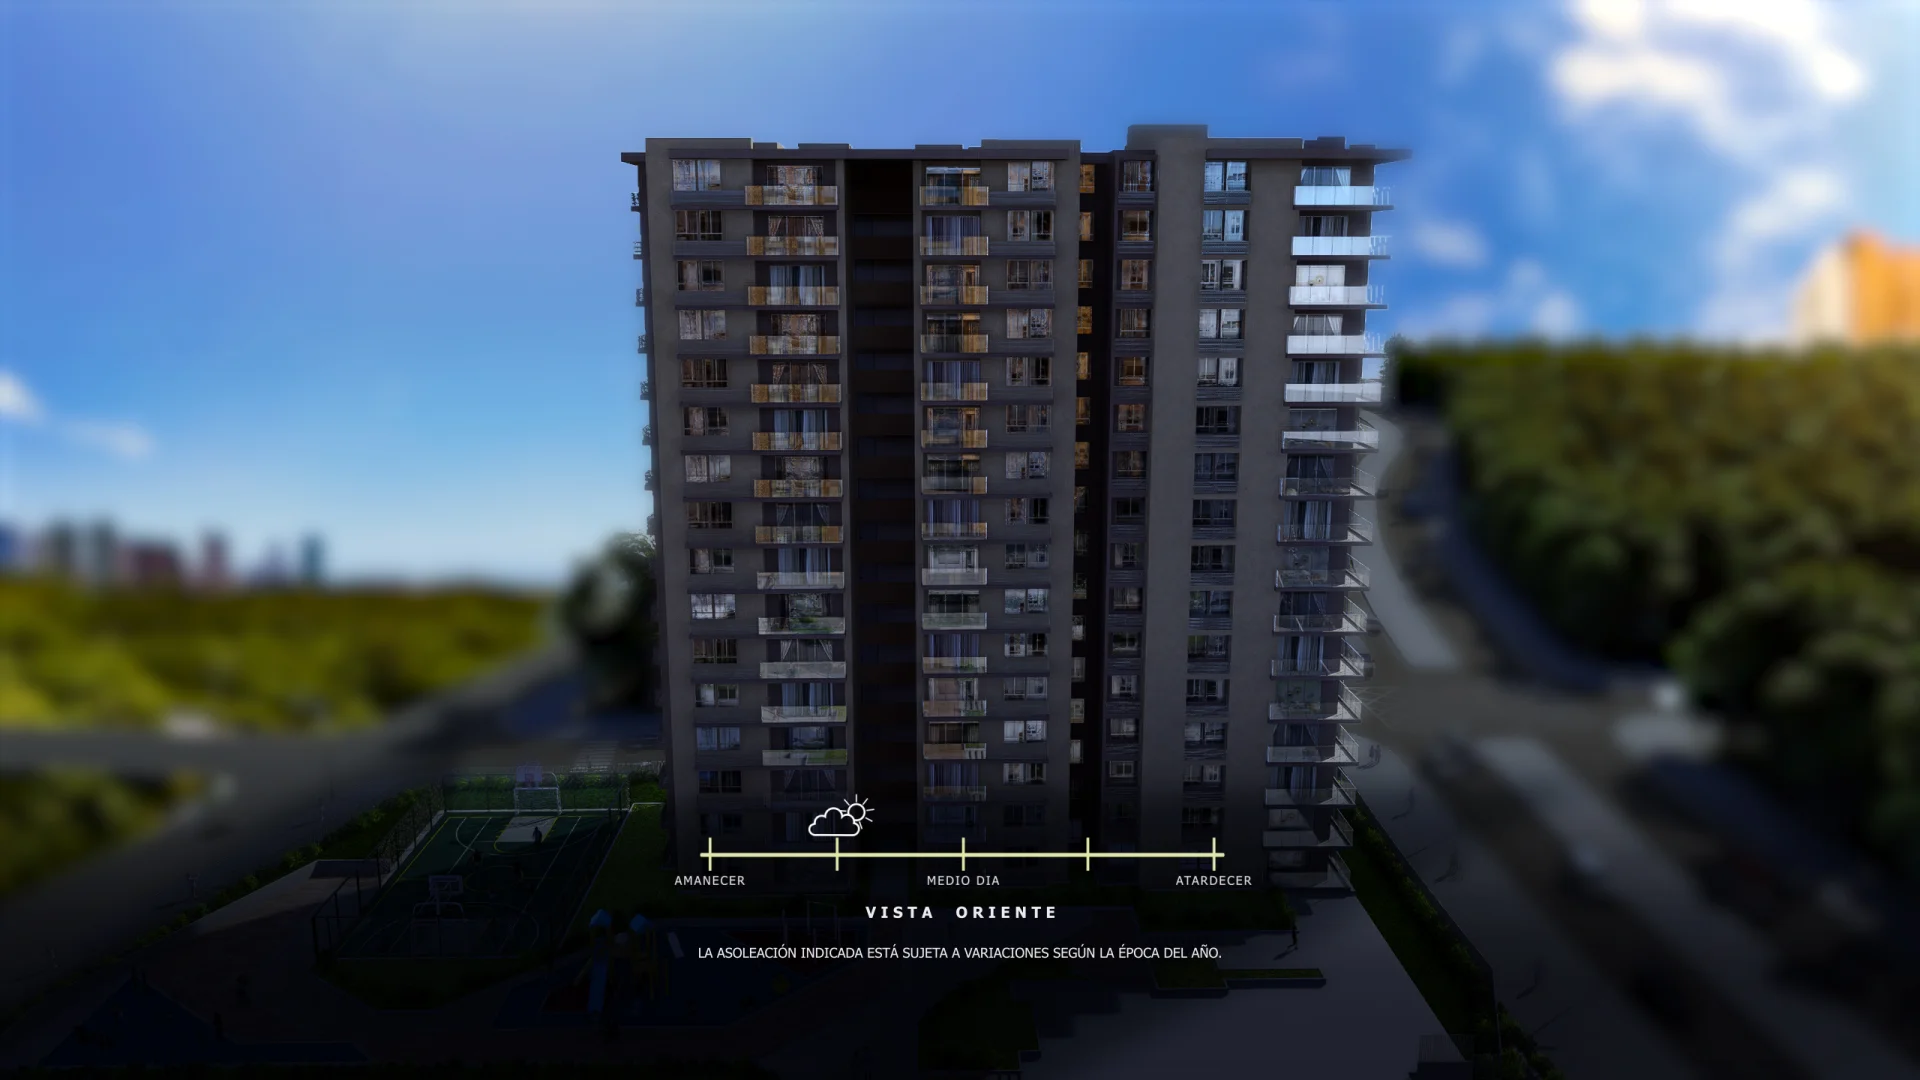 AMANECER
MEDIO DIA
ATARDECER
VISTA ORIENTE
LA ASOLEACIÓN INDICADA ESTÁ SUJETA A VARIACIONES SEGÚN LA ÉPOCA DEL AÑO.